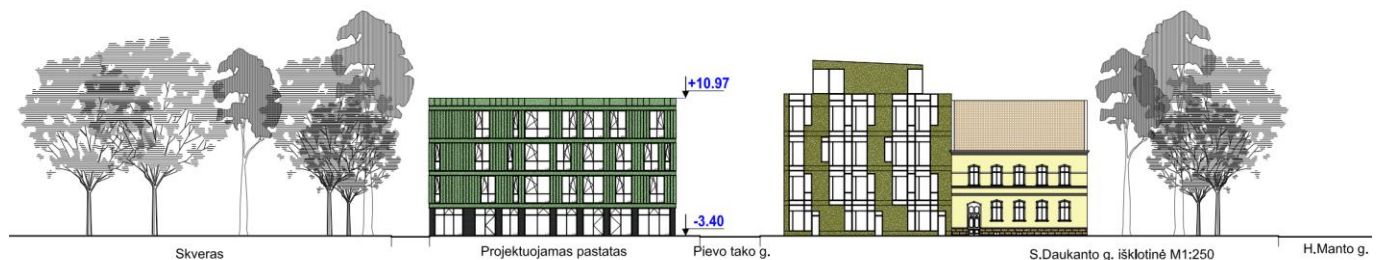 +10.97
-3.40
Skveras
Projektuojamas pastatas
Pievo tako g.
S.Daukanto g. išklotinė M1:250
H.Manto g.